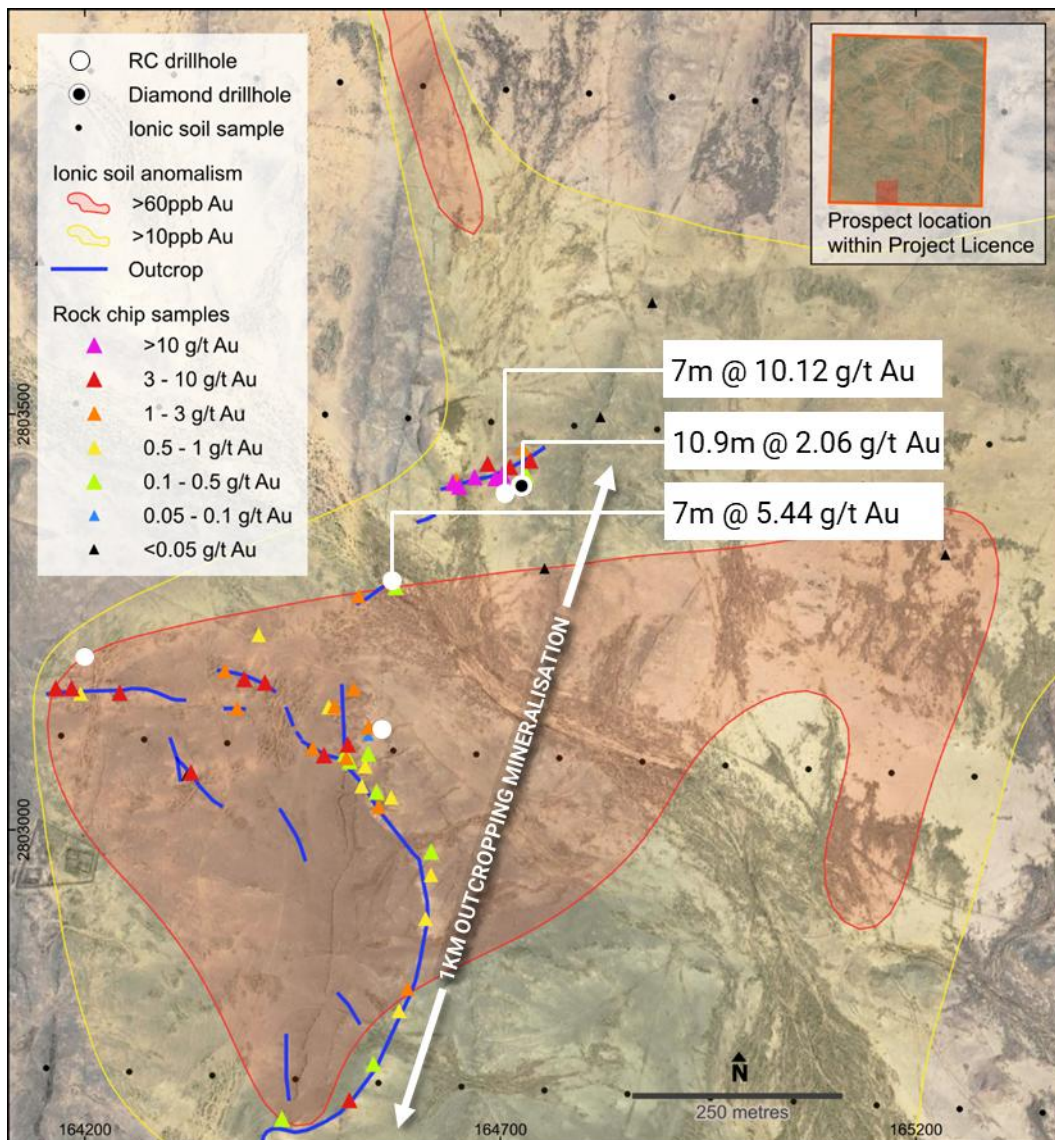 RC drillhole
Diamond drillhole
Ionic soil sample
Ionic soil anomalism
>60ppb Au
>10ppb Au
Outcrop
Rock chip samples
>10 g/t Au
3 - 10 g/t Au
1 - 3 g/t Au
0.5 - 1 g/t Au
0.1 - 0.5 g/t Au
0.05 - 0.1 g/t Au
<0.05 g/t Au
Prospect location
within Project Licence
7m @ 10.12 g/t Au
10.9m @ 2.06 g/t Au
7m @ 5.44 g/t Au
1KM OUTCROPPING MINERALISATION
2803500
2803000
N
250 metres
164200
164700
165200